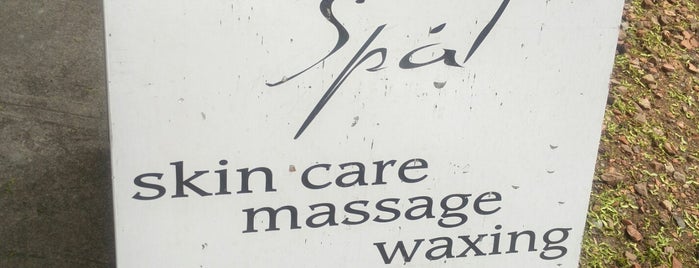 Spa
skin care
massage
waxing